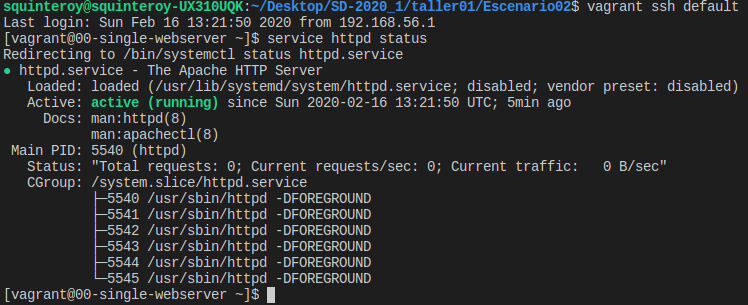 squinteroy@squinteroy-UX310UQK:~/Desktop/SD-2020_1/taller01/Escenario02$ vagrant ssh default
Last login: Sun Feb 16 13:21:50 2020 from 192.168.56.1
[vagrant@00-single-webserver ~]$ service httpd status
Redirecting to /bin/systemctl status httpd.service
● httpd.service - The Apache HTTP Server
   Loaded: loaded (/usr/lib/systemd/system/httpd.service; disabled; vendor preset: disabled)
   Active: active (running) since Sun 2020-02-16 13:21:50 UTC; 5min ago
     Docs: man:httpd(8)
           man:apachectl(8)
 Main PID: 5540 (httpd)
   Status: "Total requests: 0; Current requests/sec: 0; Current traffic:   0 B/sec"
   CGroup: /system.slice/httpd.service
           ├─5540 /usr/sbin/httpd -DFOREGROUND
           ├─5541 /usr/sbin/httpd -DFOREGROUND
           ├─5542 /usr/sbin/httpd -DFOREGROUND
           ├─5543 /usr/sbin/httpd -DFOREGROUND
           ├─5544 /usr/sbin/httpd -DFOREGROUND
           └─5545 /usr/sbin/httpd -DFOREGROUND
[vagrant@00-single-webserver ~]$